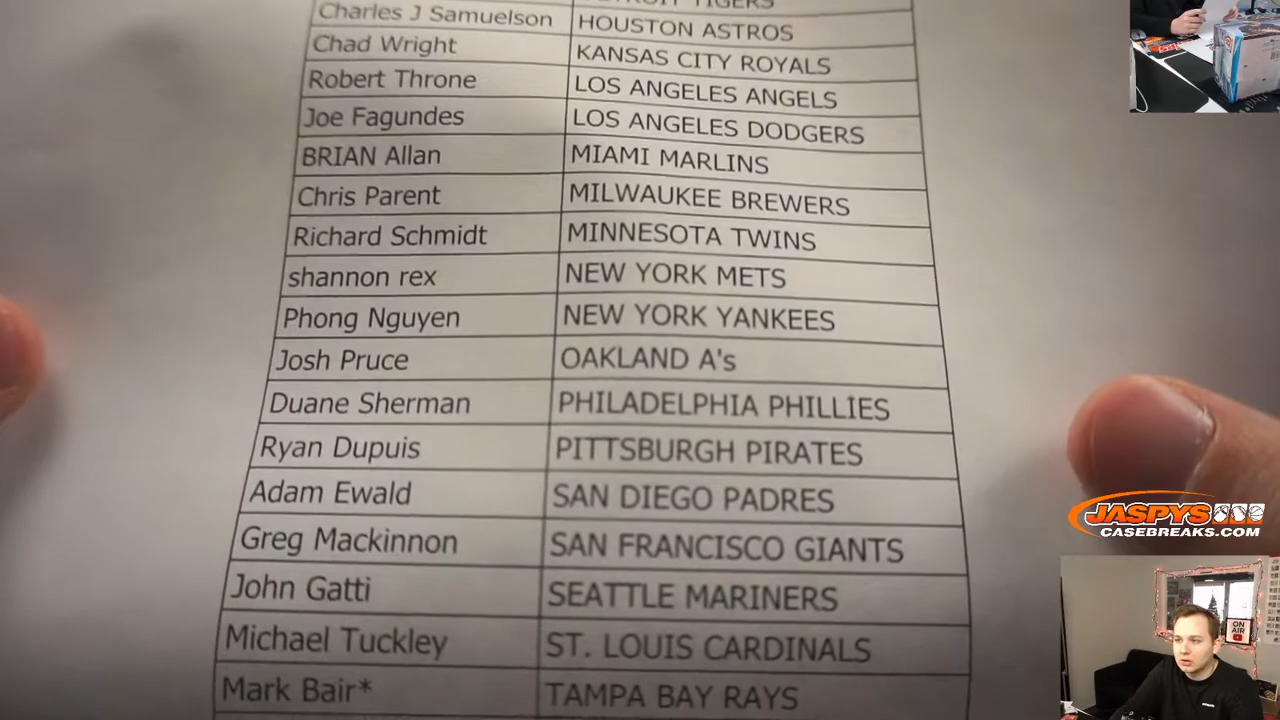 DETROIT TIGERS
Charles J Samuelson HOUSTON ASTROS
Chad Wright KANSAS CITY ROYALS
Robert Throne LOS ANGELES ANGELS
Joe Fagundes LOS ANGELES DODGERS
BRIAN Allan MIAMI MARLINS
Chris Parent MILWAUKEE BREWERS
Richard Schmidt MINNESOTA TWINS
shannon rex NEW YORK METS
Phong Nguyen NEW YORK YANKEES
Josh Pruce OAKLAND A's
Duane Sherman PHILADELPHIA PHILLIES
Ryan Dupuis PITTSBURGH PIRATES
Adam Ewald SAN DIEGO PADRES
Greg Mackinnon SAN FRANCISCO GIANTS
John Gatti SEATTLE MARINERS
Michael Tuckley ST. LOUIS CARDINALS
Mark Bair* TAMPA BAY RAYS
JASPYS
CASEBREAKS.COM
ON
AIR